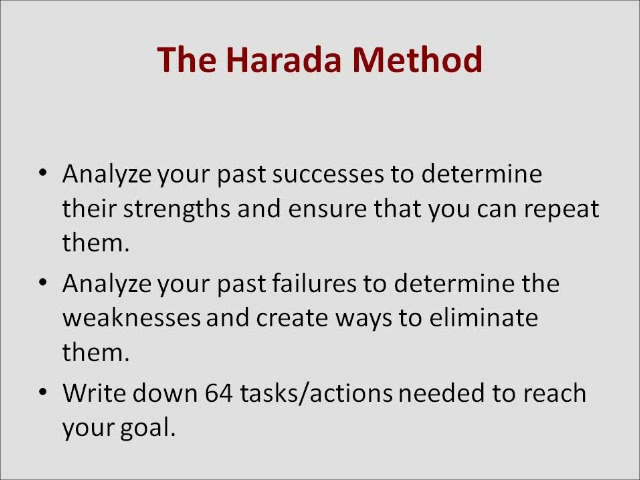 The Harada Method
• Analyze your past successes to determine
their strengths and ensure that you can repeat
them.
• Analyze your past failures to determine the
weaknesses and create ways to eliminate
them.
• Write down 64 tasks/actions needed to reach
your goal.